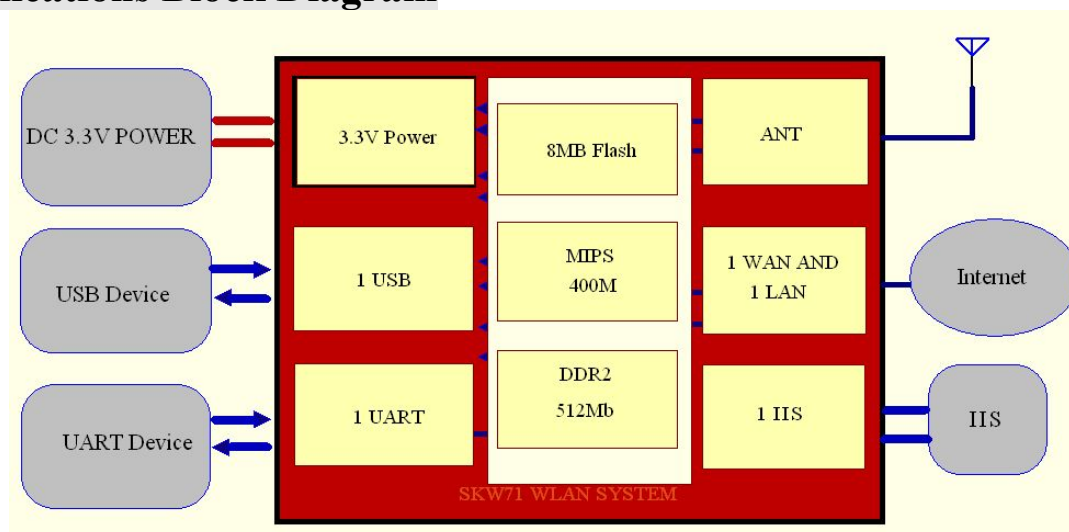 Block Diagram
DC 3.3V POWER
3.3V Power
8MB Flash
ANT
USB Device
1 USB
MIPS
400M
1 WAN AND
1 LAN
Internet
UART Device
1 UART
DDR2
512Mb
1 IIS
IIS
SKW71 WLAN SYSTEM